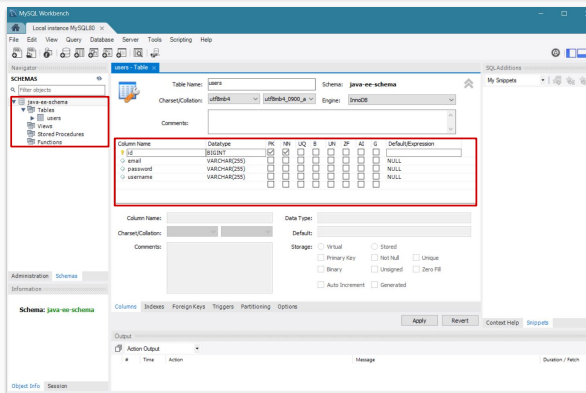 MySQL Workbench
Local instance MySQL80 ×
File Edit View Query Database Server Tools Scripting Help
Navigator
SCHEMAS
Filter objects
java-ee-schema
Tables
users
Views
Stored Procedures
Functions
Administration Schemas
Information
Schema: java-ee-schema
Object Info Session
users - Table ×
Table Name: users Schema: java-ee-schema
Charset/Collation: utf8mb4 utf8mb4_0900_a Engine: InnoDB
Comments:
Column Name Datatype PK NN UQ B UN ZF AI G Default/Expression
id BIGINT
email VARCHAR(255) NULL
password VARCHAR(255) NULL
username VARCHAR(255) NULL
Column Name: Data Type:
Charset/Collation: Default:
Comments: Storage: Virtual Stored
Primary Key Not Null Unique
Binary Unsigned Zero Fill
Auto Increment Generated
Columns Indexes Foreign Keys Triggers Partitioning Options
Apply Revert
Output
Action Output
# Time Action Message Duration / Fetch
SQLAdditions
My Snippets
Context Help Snippets